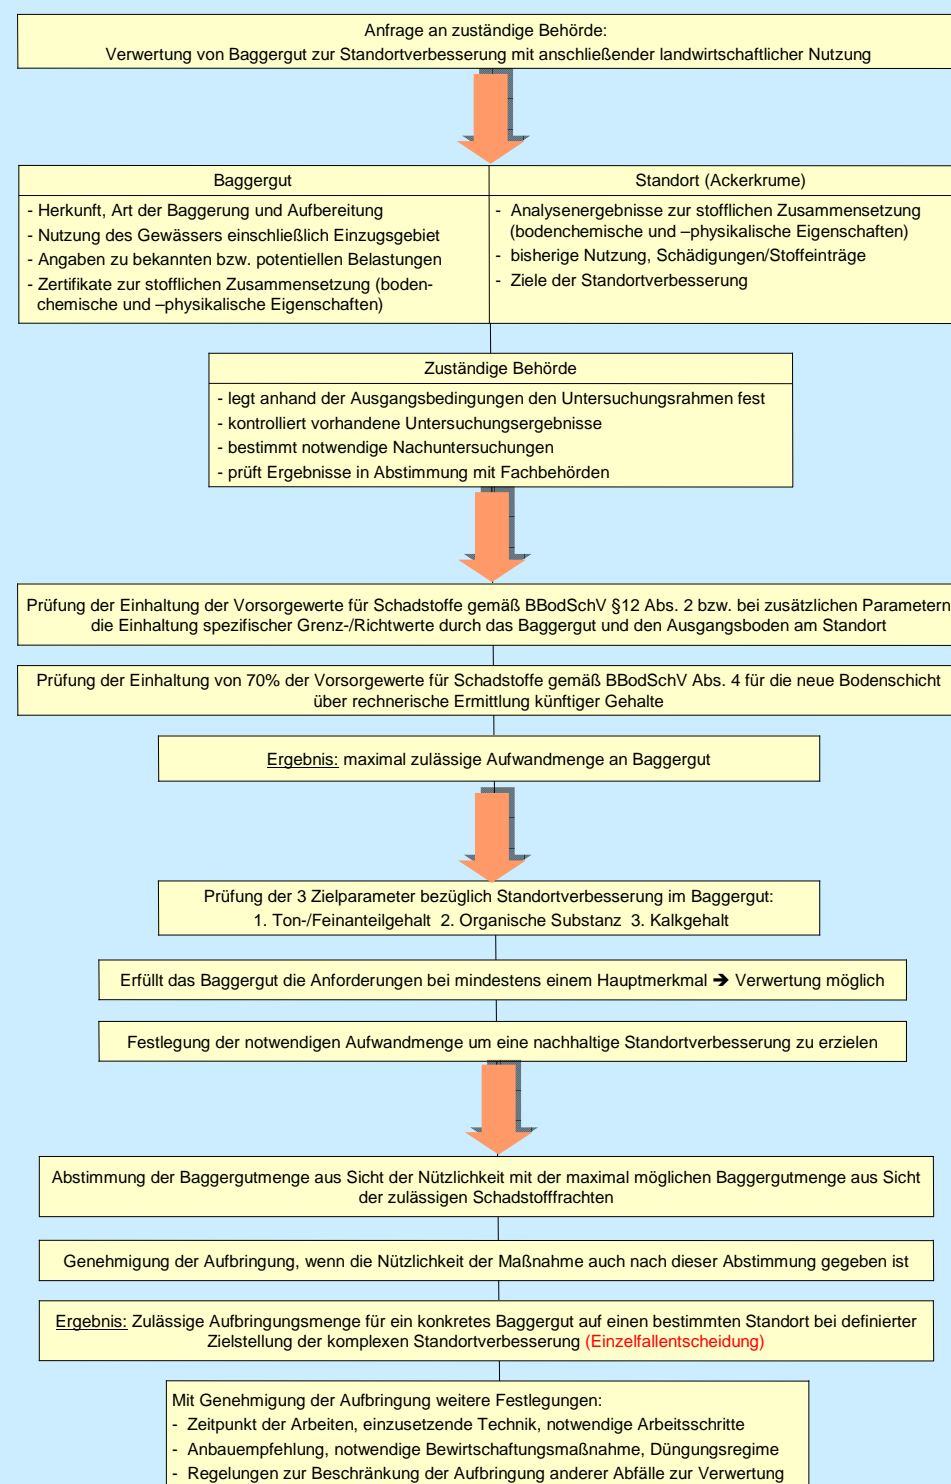 Anfrage an zuständige Behörde:
Verwertung von Baggergut zur Standortverbesserung mit anschließender landwirtschaftlicher Nutzung
Baggergut
- Herkunft, Art der Baggerung und Aufbereitung
- Nutzung des Gewässers einschließlich Einzugsgebiet
- Angaben zu bekannten bzw. potentiellen Belastungen
- Zertifikate zur stofflichen Zusammensetzung (boden-
chemische und –physikalische Eigenschaften)
Standort (Ackerkrume)
- Analysenergebnisse zur stofflichen Zusammensetzung
(bodenchemische und –physikalische Eigenschaften)
- bisherige Nutzung, Schädigungen/Stoffeinträge
- Ziele der Standortverbesserung
Zuständige Behörde
- legt anhand der Ausgangsbedingungen den Untersuchungsrahmen fest
- kontrolliert vorhandene Untersuchungsergebnisse
- bestimmt notwendige Nachuntersuchungen
- prüft Ergebnisse in Abstimmung mit Fachbehörden
Prüfung der Einhaltung der Vorsorgewerte für Schadstoffe gemäß BBodSchV §12 Abs. 2 bzw. bei zusätzlichen Parametern
die Einhaltung spezifischer Grenz-/Richtwerte durch das Baggergut und den Ausgangsboden am Standort
Prüfung der Einhaltung von 70% der Vorsorgewerte für Schadstoffe gemäß BBodSchV Abs. 4 für die neue Bodenschicht
über rechnerische Ermittlung künftiger Gehalte
Ergebnis: maximal zulässige Aufwandmenge an Baggergut
Prüfung der 3 Zielparameter bezüglich Standortverbesserung im Baggergut:
1. Ton-/Feinanteilgehalt 2. Organische Substanz 3. Kalkgehalt
Erfüllt das Baggergut die Anforderungen bei mindestens einem Hauptmerkmal ➔ Verwertung möglich
Festlegung der notwendigen Aufwandmenge um eine nachhaltige Standortverbesserung zu erzielen
Abstimmung der Baggergutmenge aus Sicht der Nützlichkeit mit der maximal möglichen Baggergutmenge aus Sicht
der zulässigen Schadstofffrachten
Genehmigung der Aufbringung, wenn die Nützlichkeit der Maßnahme auch nach dieser Abstimmung gegeben ist
Ergebnis: Zulässige Aufbringungsmenge für ein konkretes Baggergut auf einen bestimmten Standort bei definierter
Zielstellung der komplexen Standortverbesserung (Einzelfallentscheidung)
Mit Genehmigung der Aufbringung weitere Festlegungen:
- Zeitpunkt der Arbeiten, einzusetzende Technik, notwendige Arbeitsschritte
- Anbauempfehlung, notwendige Bewirtschaftungsmaßnahme, Düngungsregime
- Regelungen zur Beschränkung der Aufbringung anderer Abfälle zur Verwertung